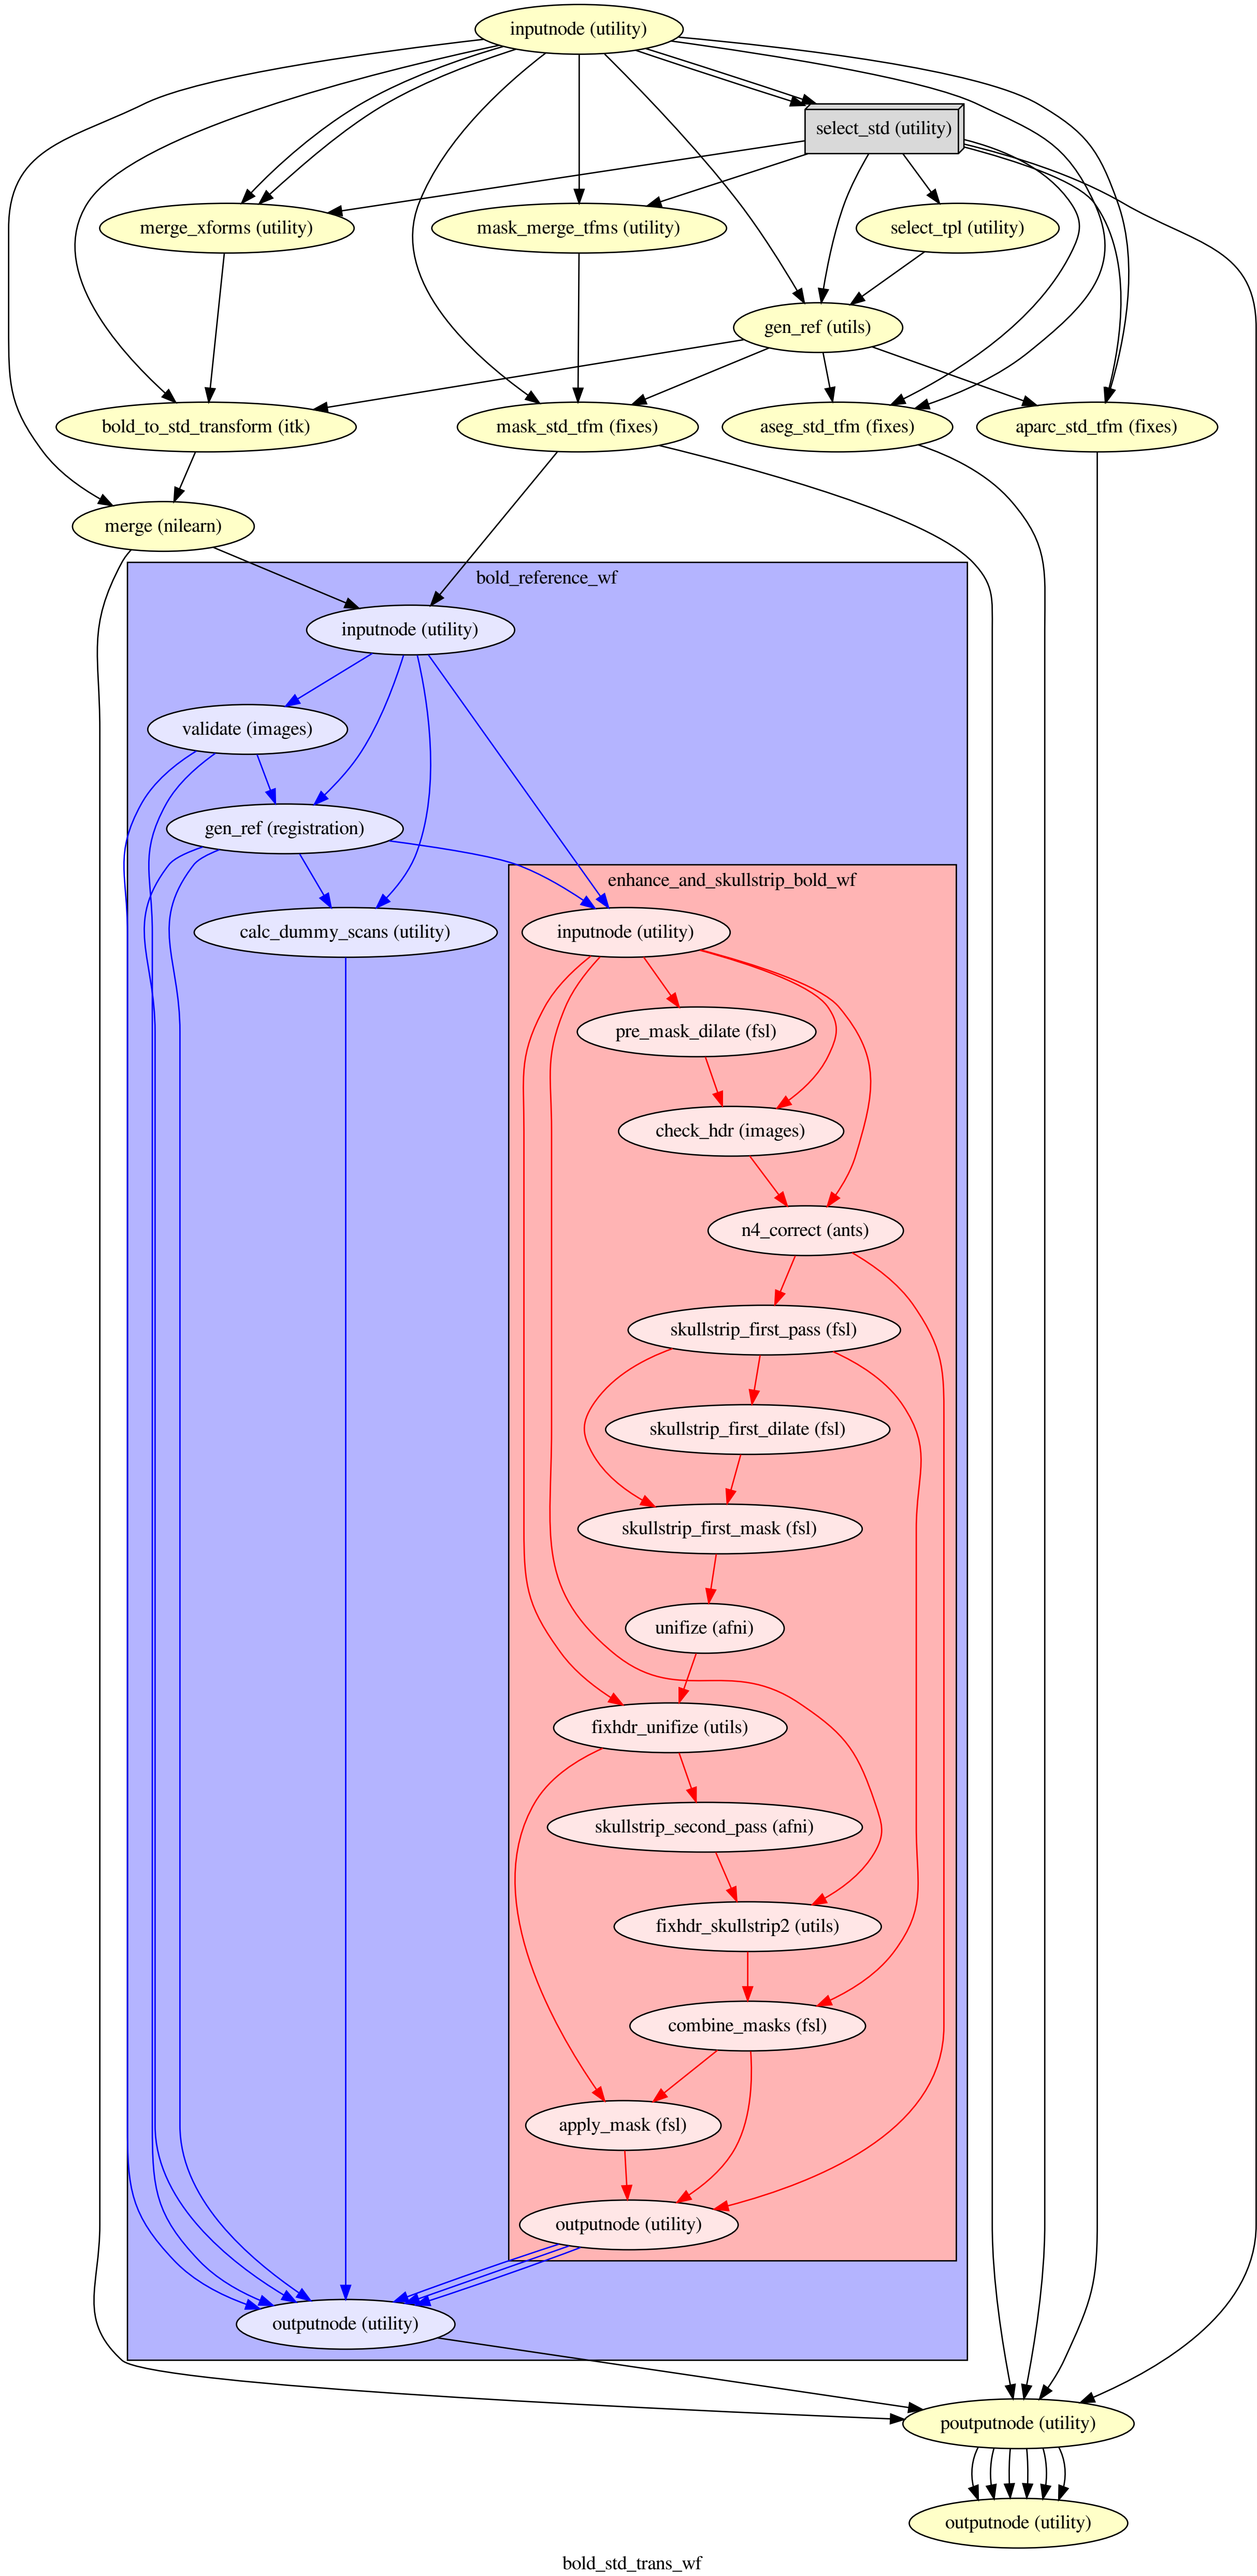 inputnode (utility)
select_std (utility)
merge_xforms (utility)
mask_merge_tfms (utility)
select_tpl (utility)
gen_ref (utils)
bold_to_std_transform (itk)
mask_std_tfm (fixes)
aseg_std_tfm (fixes)
aparc_std_tfm (fixes)
merge (nilearn)
bold_reference_wf
inputnode (utility)
validate (images)
gen_ref (registration)
enhance_and_skullstrip_bold_wf
calc_dummy_scans (utility)
inputnode (utility)
pre_mask_dilate (fsl)
check_hdr (images)
n4_correct (ants)
skullstrip_first_pass (fsl)
skullstrip_first_dilate (fsl)
skullstrip_first_mask (fsl)
unifize (afni)
fixhdr_unifize (utils)
skullstrip_second_pass (afni)
fixhdr_skullstrip2 (utils)
combine_masks (fsl)
apply_mask (fsl)
outputnode (utility)
outputnode (utility)
poutputnode (utility)
outputnode (utility)
bold_std_trans_wf